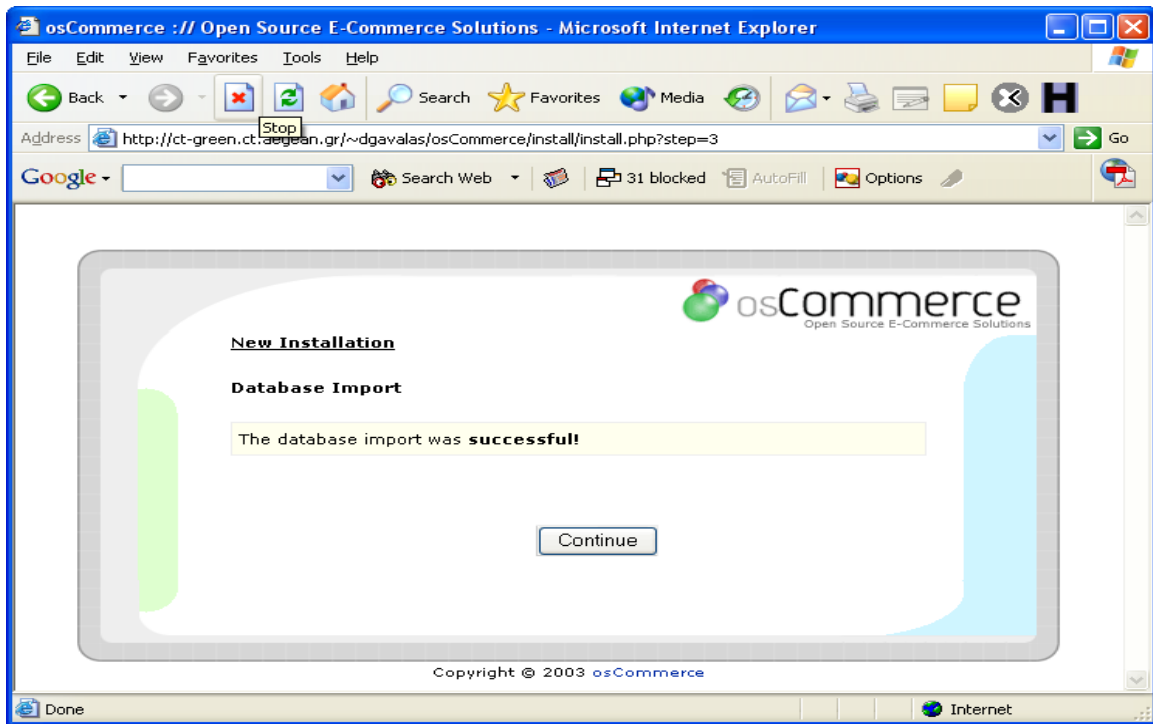 osCommerce :// Open Source E-Commerce Solutions - Microsoft Internet Explorer
File Edit View Favorites Tools Help
Back Search Favorites Media
Stop
Address http://ct-green.ct.aegean.gr/~dgavalas/osCommerce/install/install.php?step=3 Go
Google Search Web 31 blocked AutoFill Options
osCommerce
Open Source E-Commerce Solutions
New Installation
Database Import
The database import was successful!
Continue
Copyright © 2003 osCommerce
Done Internet